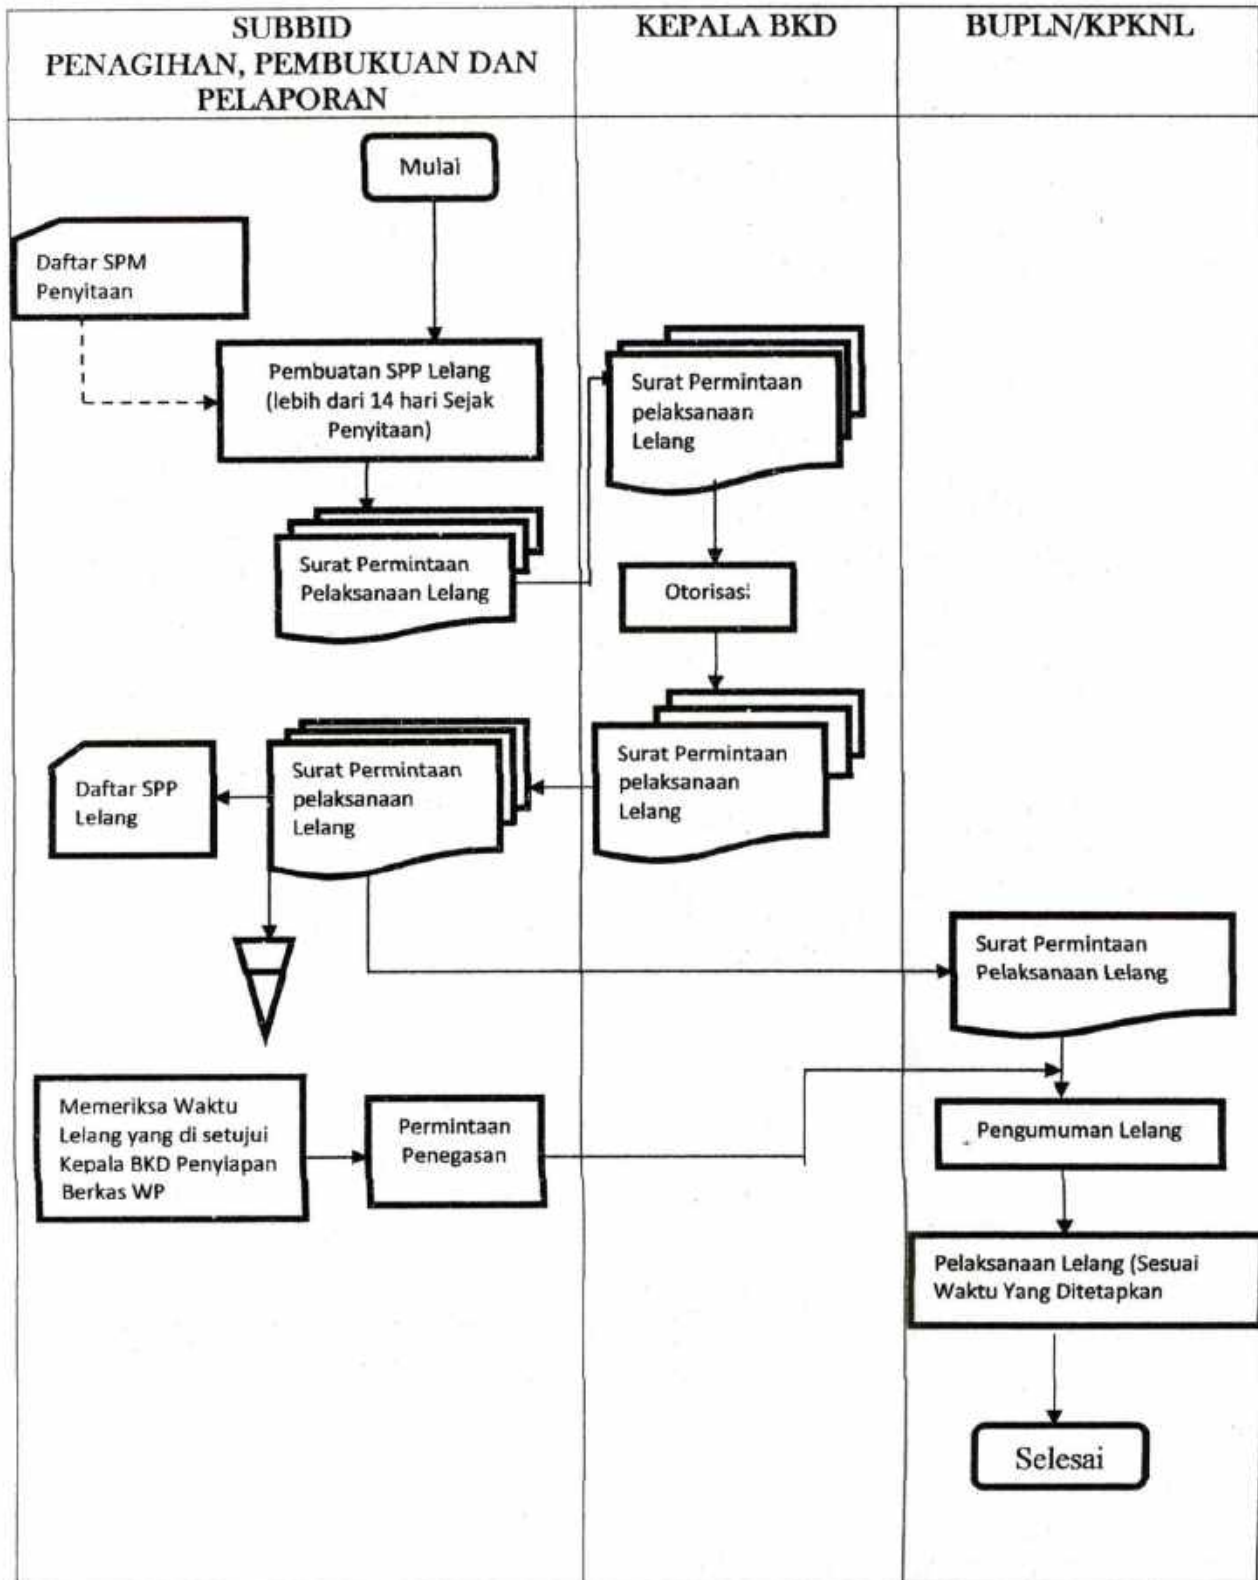 SUBBID
PENAGIHAN, PEMBUKUAN DAN
PELAPORAN
KEPALA BKD
BUPLN/KPKNL
Mulai
Daftar SPM
Penyitaan
Pembuatan SPP Lelang
(lebih dari 14 hari Sejak
Penyitaan)
Surat Permintaan
pelaksanaan
Lelang
Surat Permintaan
Pelaksanaan Lelang
Otorisasi
Surat Permintaan
pelaksanaan
Lelang
Surat Permintaan
pelaksanaan
Lelang
Daftar SPP
Lelang
Surat Permintaan
Pelaksanaan Lelang
Memeriksa Waktu
Lelang yang di setujui
Kepala BKD Penyiapan
Berkas WP
Permintaan
Penegasan
Pengumuman Lelang
Pelaksanaan Lelang (Sesuai
Waktu Yang Ditetapkan
Selesai